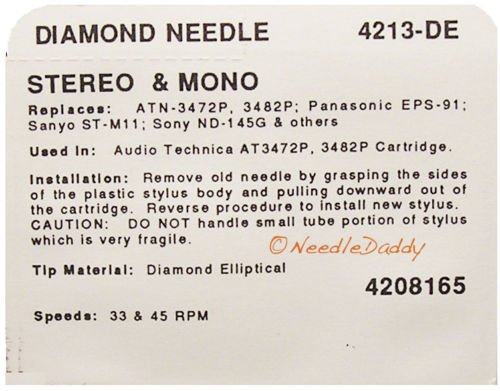 DIAMOND NEEDLE 4213-DE
STEREO & MONO
Replaces: ATN-3472P, 3482P; Panasonic EPS-91;
Sanyo ST-M11; Sony ND-145G & others
Used In: Audio Technica AT3472P, 3482P Cartridge.
Installation: Remove old needle by grasping the sides
of the plastic stylus body and pulling downward out of
the cartridge. Reverse procedure to install new stylus.
CAUTION: DO NOT handle small tube portion of stylus
which is very fragile.
©NeedleDaddy
Tip Material: Diamond Elliptical
4208165
Speeds: 33 & 45 RPM